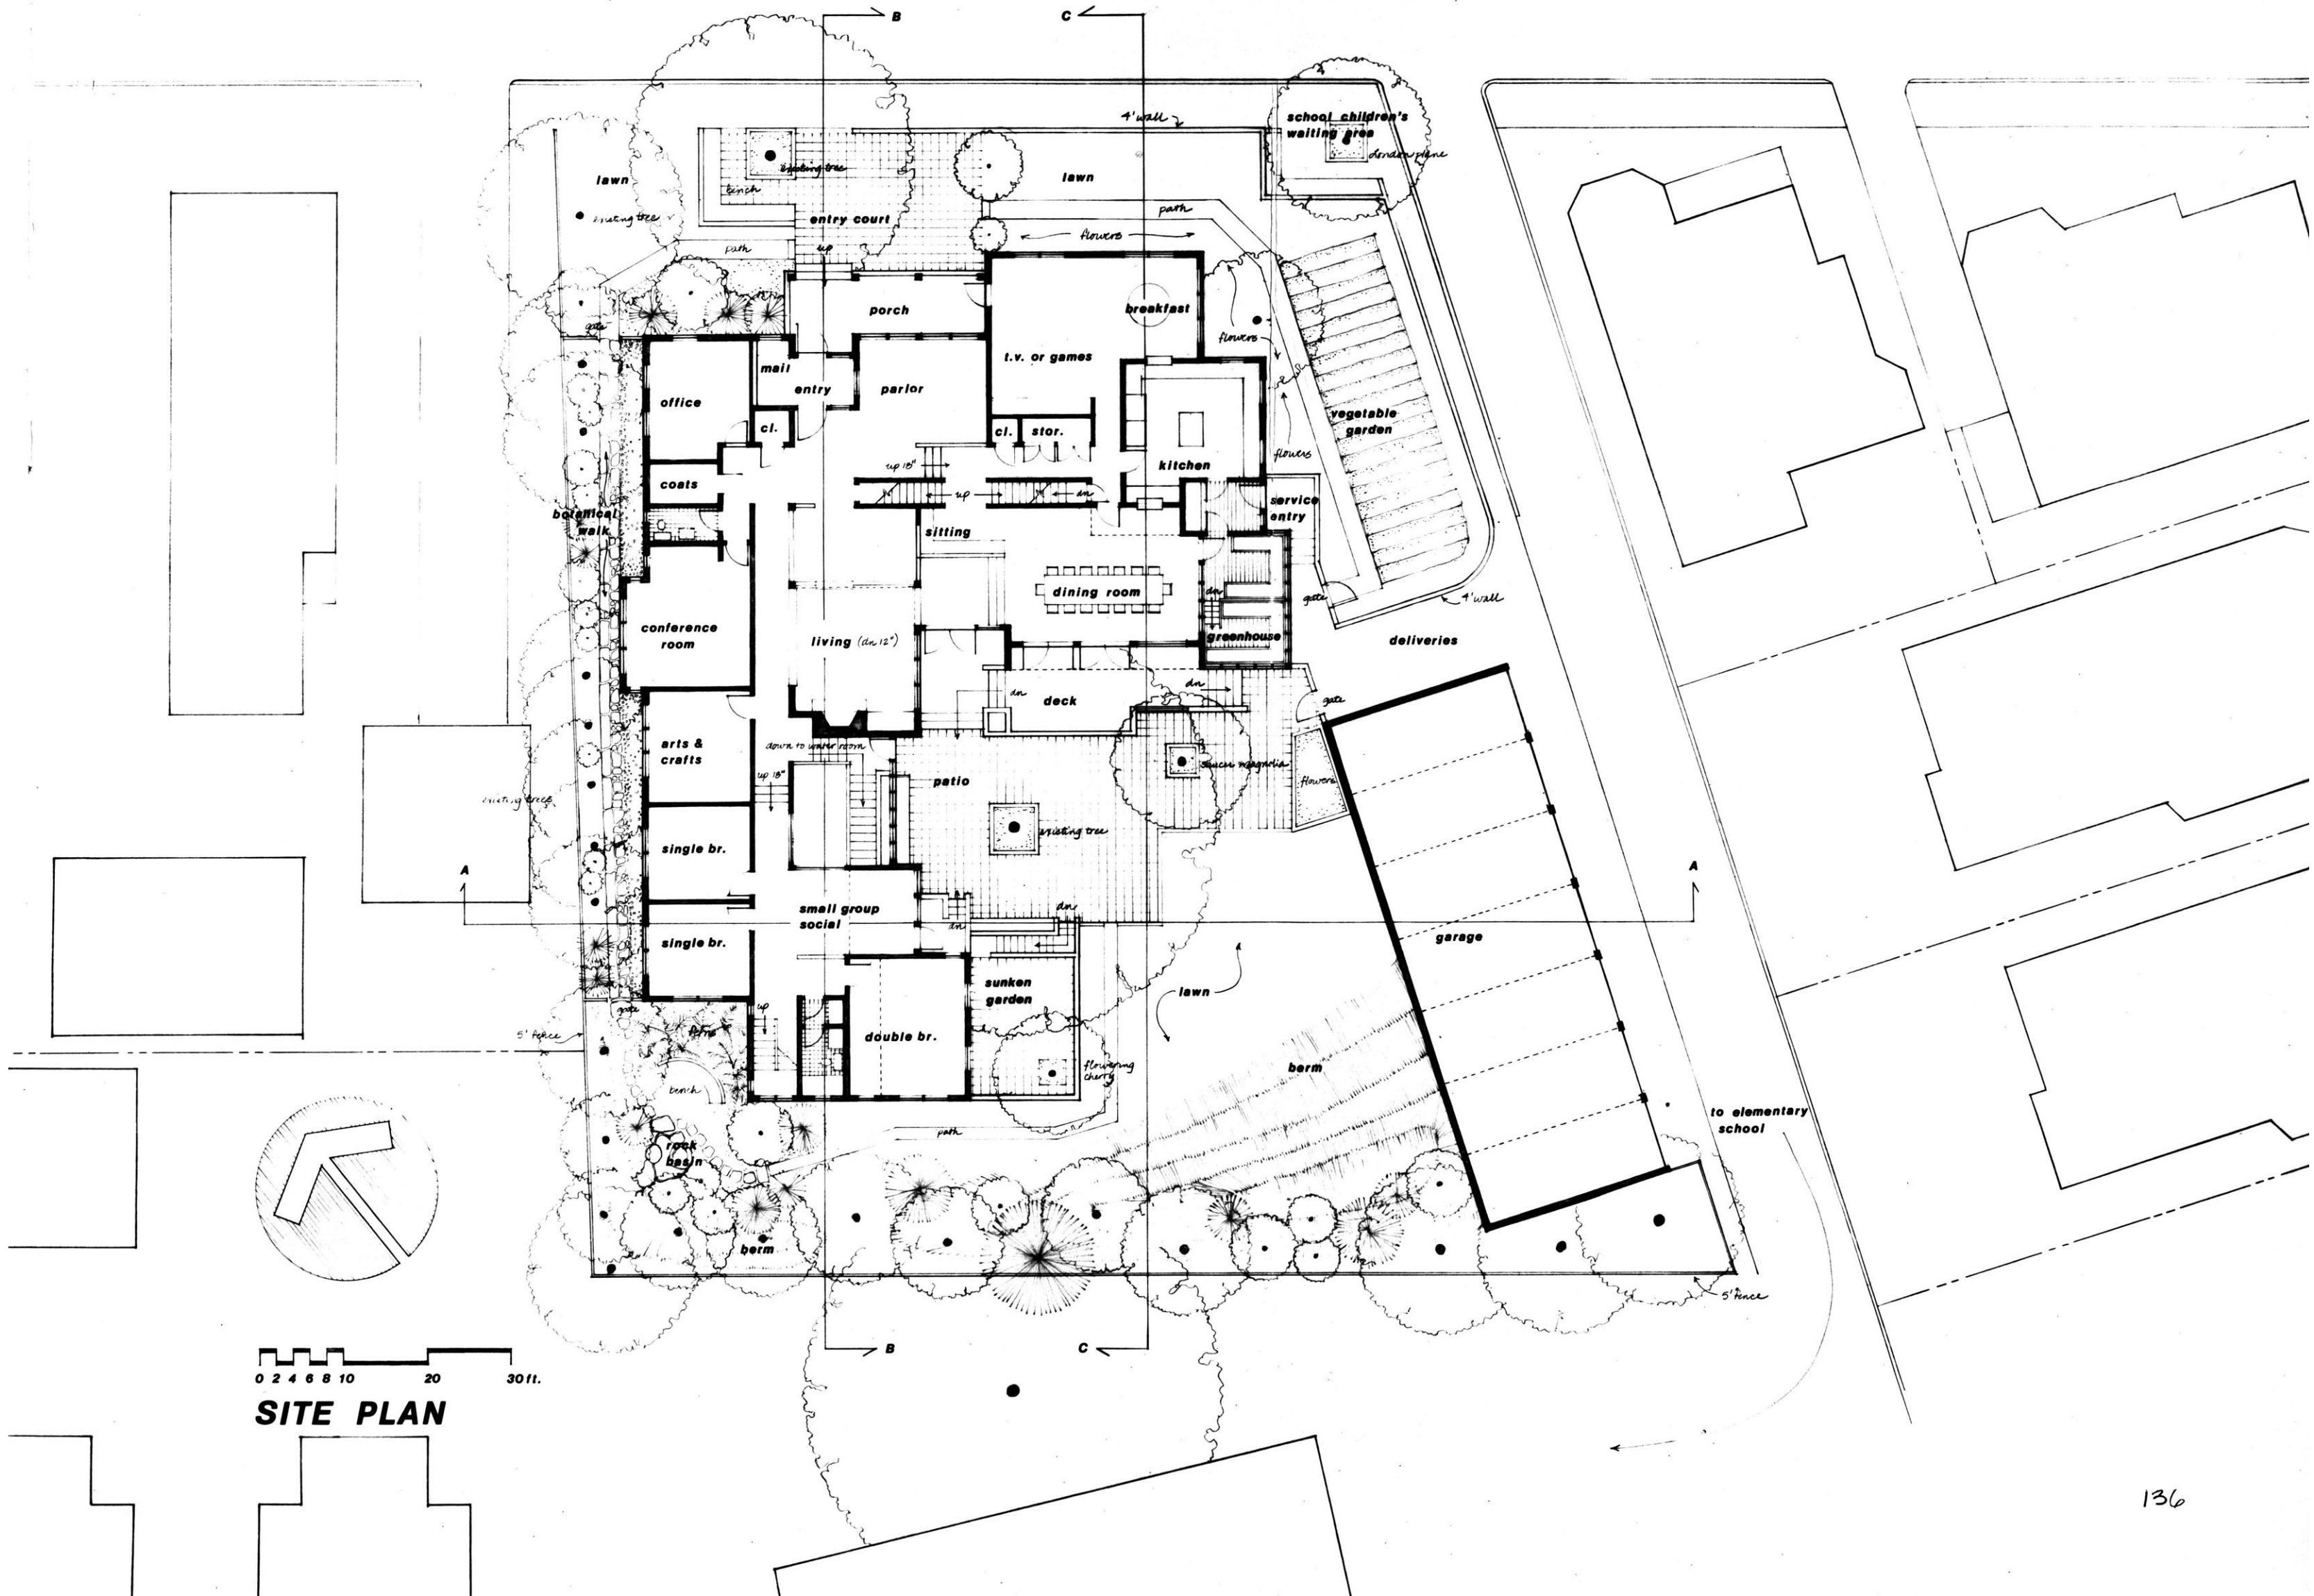 B
C
4' wall
school children's
waiting area
London plane
existing tree
lawn
bench
existing tree
entry court
lawn
path
path
up
flowers
porch
breakfast
gate
flowers
t.v. or games
mail
entry
parlor
office
vegetable
garden
cl.
cl.
stor.
flowers
up 18"
kitchen
coats
up
dn
service
entry
botanical
walk
sitting
dining room
dn
gate
4' wall
conference
room
living (dn 12")
greenhouse
deliveries
dn
deck
dn
gate
arts &
crafts
down to water room
up 18"
patio
saucer magnolia
flowers
existing trees
existing tree
single br.
A
A
small group
social
dn
dn
single br.
garage
sunken
garden
lawn
gate
up
5' fence
ferns
double br.
flowering
cherry
berm
bench
to elementary
school
path
rock
basin
berm
5' fence
B
C
0 2 4 6 8 10 20 30 ft.
SITE PLAN
136